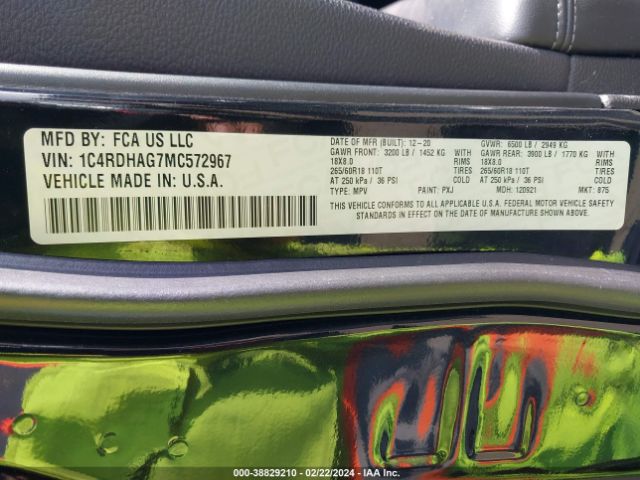 MFD BY: FCA US LLC
VIN: 1C4RDHAG7MC572967
VEHICLE MADE IN: U.S.A.
DATE OF MFR (BUILT): 12-20 GVWR: 6500 LB / 2949 KG
GAWR FRONT: 3200 LB / 1452 KG WITH GAWR REAR: 3900 LB / 1770 KG WITH
18X8.0 RIMS 18X8.0 RIMS
265/60R18 110T TIRES 265/60R18 110T TIRES
AT 250 kPa / 36 PSI COLD AT 250 kPa / 36 PSI COLD
TYPE: MPV PAINT: PXJ MDH: 120921 MKT: 875
THIS VEHICLE CONFORMS TO ALL APPLICABLE U.S.A. FEDERAL MOTOR VEHICLE SAFETY
STANDARDS IN EFFECT ON THE DATE OF MANUFACTURE SHOWN ABOVE
000-38829210 - 02/22/2024 - IAA Inc.